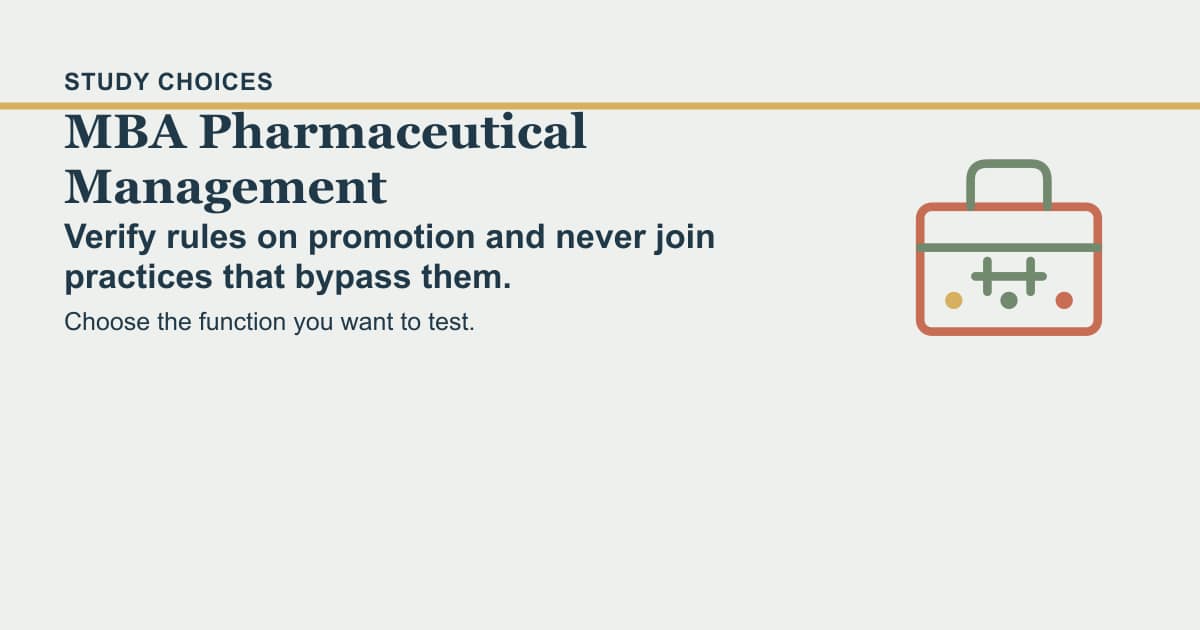 STUDY CHOICES
MBA Pharmaceutical
Management
Verify rules on promotion and never join
practices that bypass them.
Choose the function you want to test.